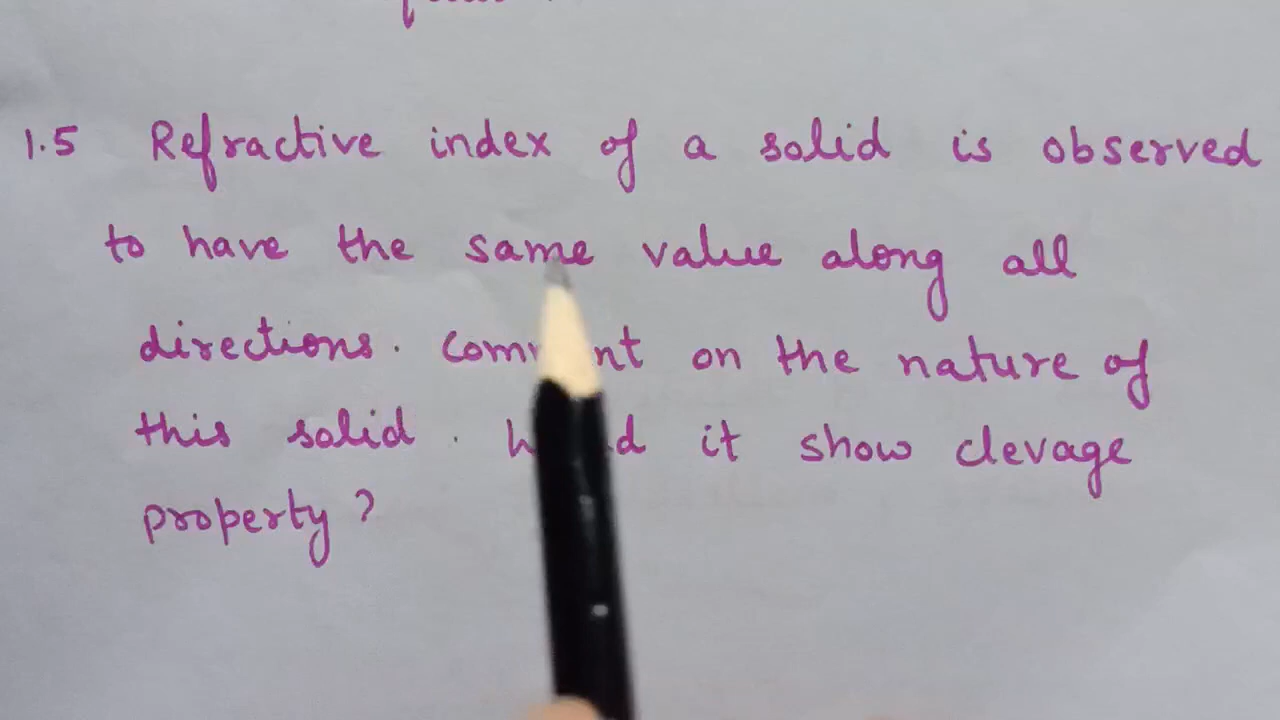 1.5 Refractive index of a solid is observed
to have the same value along all
directions. on the nature of
this solid. it show clevage
property?